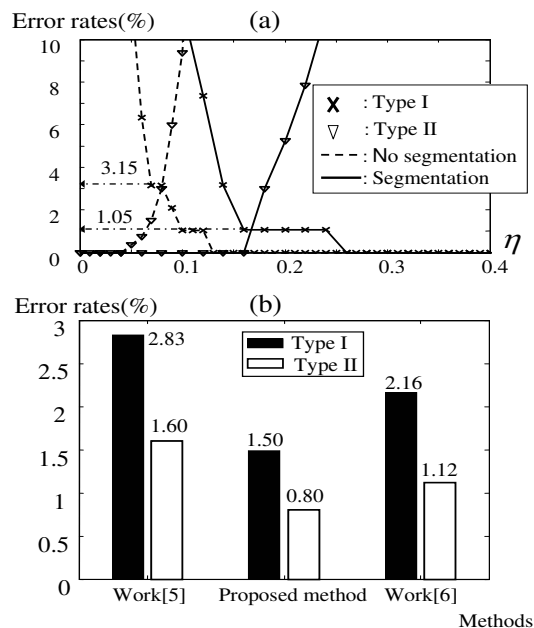 Error rates(%)
(a)
10
8
6
4
2
0
3.15
1.05
: Type I
: Type II
: No segmentation
: Segmentation
0.0
0.1
0.2
0.3
0.4
η
(b)
Error rates(%)
3
2.5
2
1.5
1
0.5
0
Type I
Type II
2.83
1.60
1.50
0.80
2.16
1.12
Work[5]
Proposed method
Work[6]
Methods